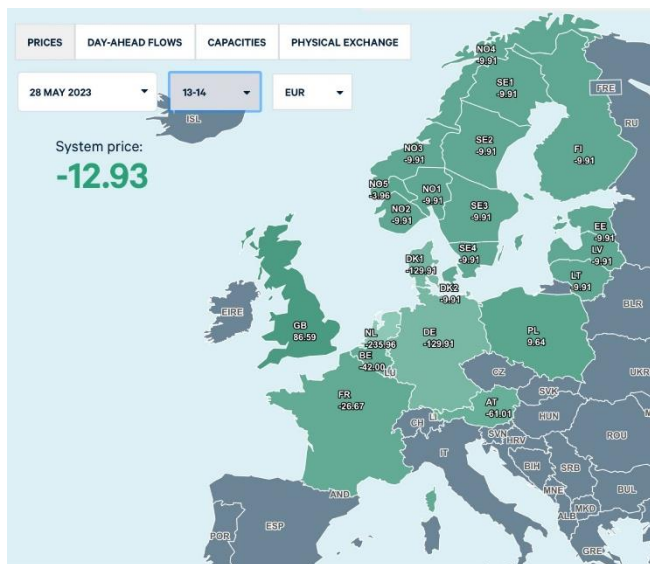 PRICES DAY-AHEAD FLOWS CAPACITIES PHYSICAL EXCHANGE
28 MAY 2023 13-14 EUR
System price:
-12.93
ISL
NO4
-9.91
SE1
-9.91
FRE
RU
SE2
-9.91
FI
-9.91
NO3
-9.91
NO5
-3.96
NO1
-9.91
NO2
-9.91
SE3
-9.91
EE
-9.91
LV
-9.91
SE4
-9.91
DK1
-129.91
LT
-9.91
DK2
-9.91
BLR
EIRE
GB
86.59
NL
-235.96
DE
-129.91
PL
9.64
BE
-42.00
LU
CZ
UKR
SVK
FR
-26.67
AT
-61.01
HUN
CH
LI
SVN
HRV
ROU
IT
BIH
SRB
MNE
BUL
AND
MKD
ALB
ESP
POR
GRE